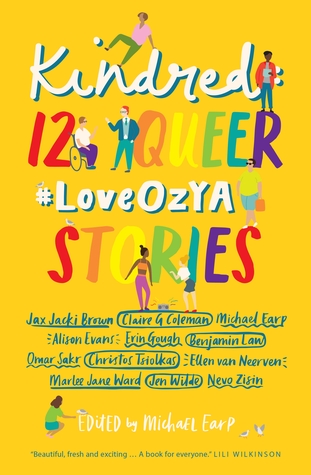 Kindred:
12 QUEER
#LoveOzYA
STORIES
Jax Jacki Brown Claire G Coleman Michael Earp
Alison Evans Erin Gough Benjamin Law
Omar Sakr Christos Tsiolkas Ellen van Neerven
Marlee Jane Ward Jen Wilde Nevo Zisin
EDITED by Michael Earp
"Beautiful, fresh and exciting ... A book for everyone." LILI WILKINSON